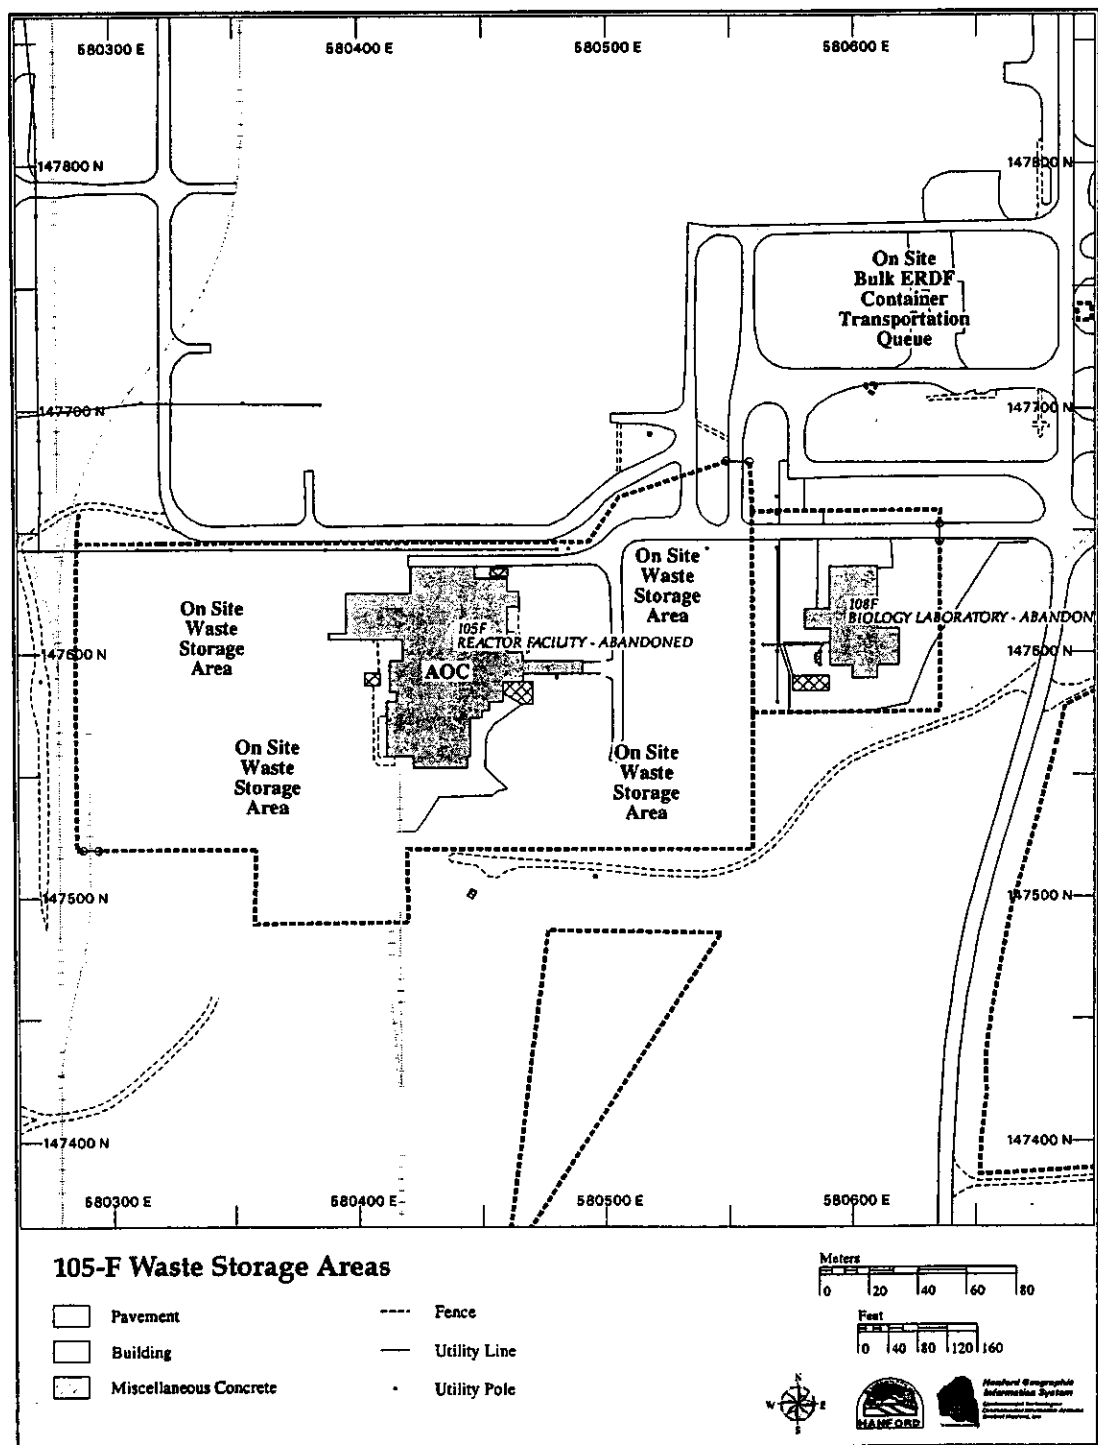 580300 E
580400 E
580500 E
580600 E
147800 N
147800 N
On Site
Bulk ERDF
Container
Transportation
Queue
147700 N
147700 N
On Site
Waste
Storage
Area
On Site
Waste
Storage
Area
105F
REACTOR FACILITY - ABANDONED
108F
BIOLOGY LABORATORY - ABANDON
147600 N
147600 N
AOC
On Site
Waste
Storage
Area
On Site
Waste
Storage
Area
147500 N
147500 N
147400 N
147400 N
580300 E
580400 E
580500 E
580600 E
105-F Waste Storage Areas
Pavement
Building
Miscellaneous Concrete
Fence
Utility Line
Utility Pole
Meters
0 20 40 60 80
Feet
0 40 80 120 160
N
W E
S
HANFORD
Hanford Geographic
Information System